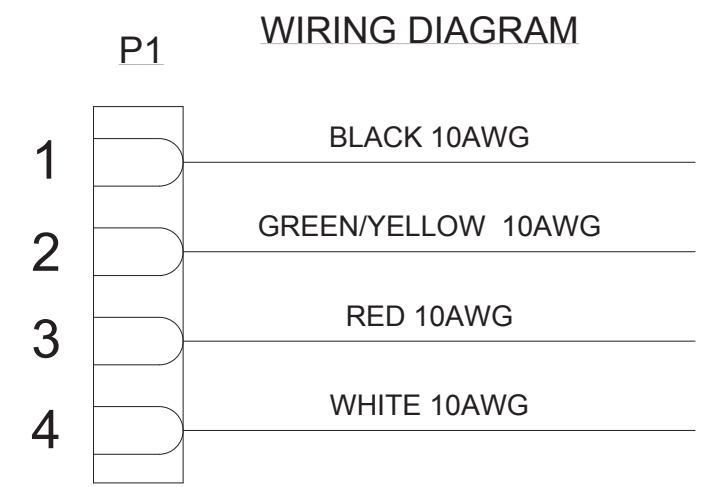 WIRING DIAGRAM
P1
1 BLACK 10AWG
2 GREEN/YELLOW 10AWG
3 RED 10AWG
4 WHITE 10AWG